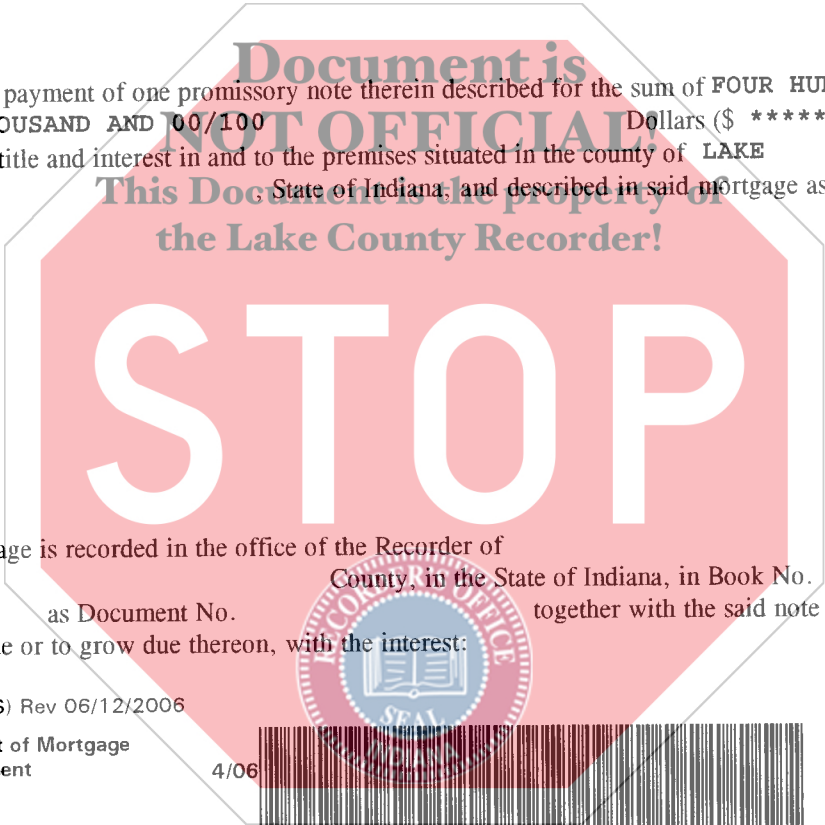 Document is
payment of one promissory note therein described for the sum of FOUR
OUSAND AND 00/100 Dollars ($ *****
NOT OFFICIAL!
title and interest in and to the premises situated in the county of LAKE
This Document is the property of
, State of Indiana, and described in said mortgage as
the Lake County Recorder!
STOP
age is recorded in the office of the Recorder of
County, in the State of Indiana, in Book No.
as Document No. together with the said note
e or to grow due thereon, with the interest:
RECORDER'S OFFICE
SEAL
INDIANA
S) Rev 06/12/2006
t of Mortgage
ent 4/06